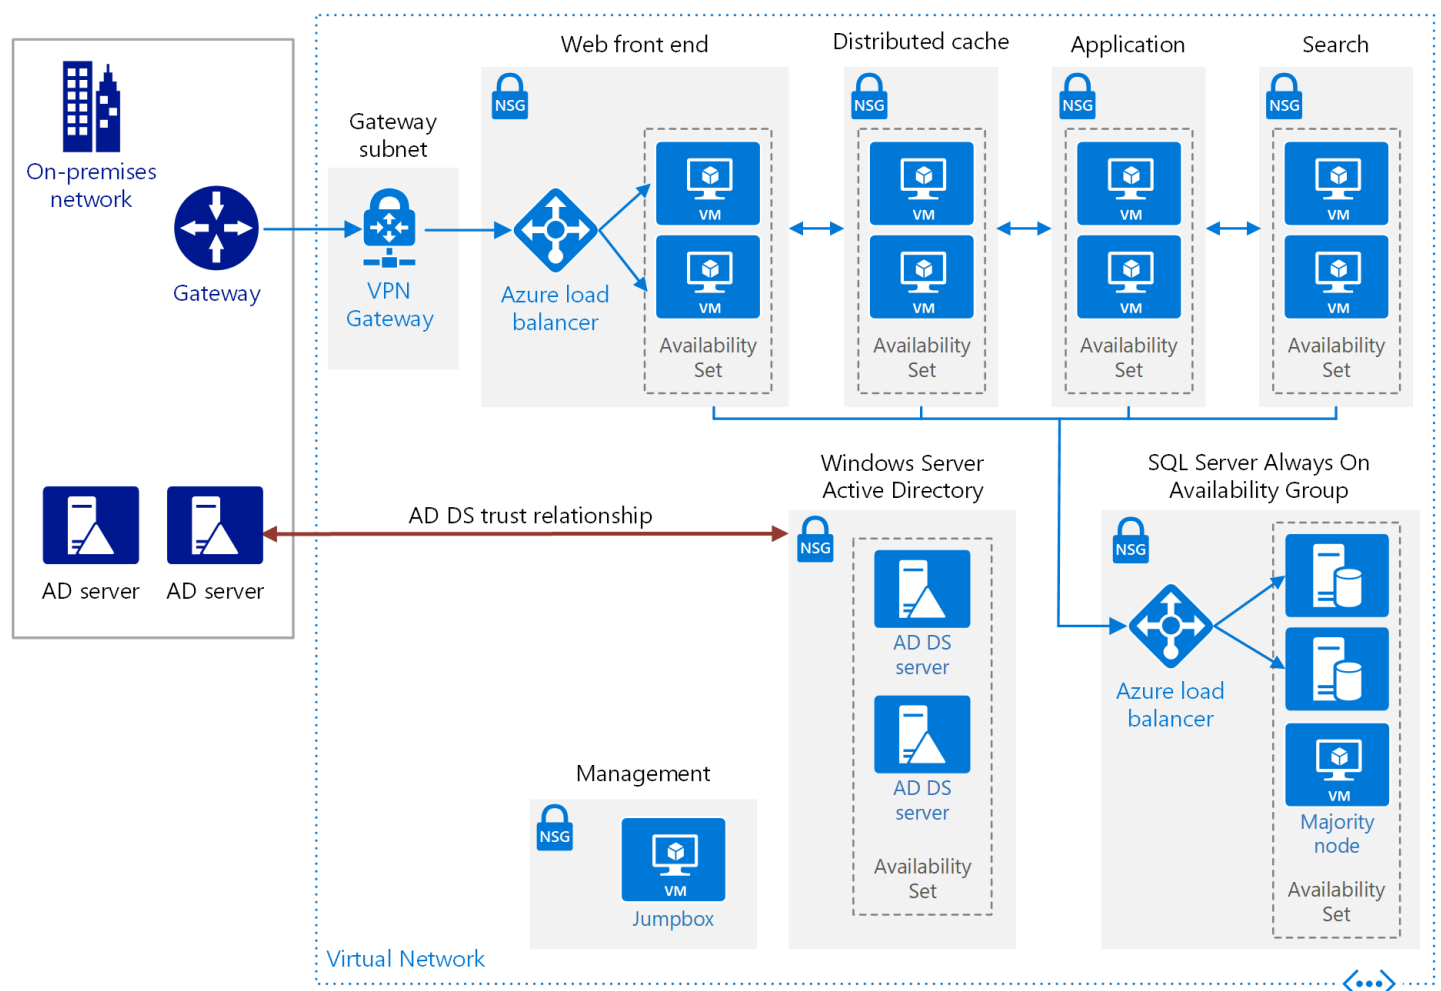 Web front end
Distributed cache
Application
Search
NSG
NSG
NSG
NSG
Gateway
subnet
On-premises
network
VM
VM
VM
VM
Gateway
VPN
Gateway
Azure load
balancer
VM
VM
VM
VM
Availability
Set
Availability
Set
Availability
Set
Availability
Set
Windows Server
Active Directory
SQL Server Always On
Availability Group
AD DS trust relationship
NSG
NSG
AD server
AD server
AD DS
server
Azure load
balancer
AD DS
server
VM
Majority
node
Availability
Set
Availability
Set
Management
NSG
VM
Jumpbox
Virtual Network